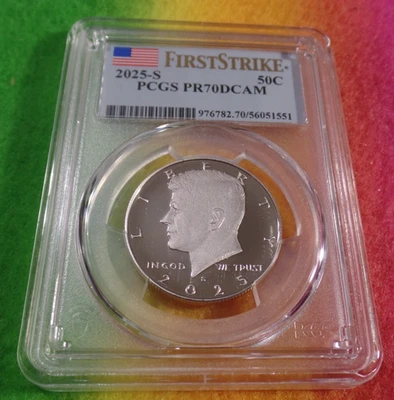 FIRSTSTRIKE
2025-S 50C
PCGS PR70DCAM
976782.70/56051551
LIBERTY
IN GOD WE TRUST
S
2025